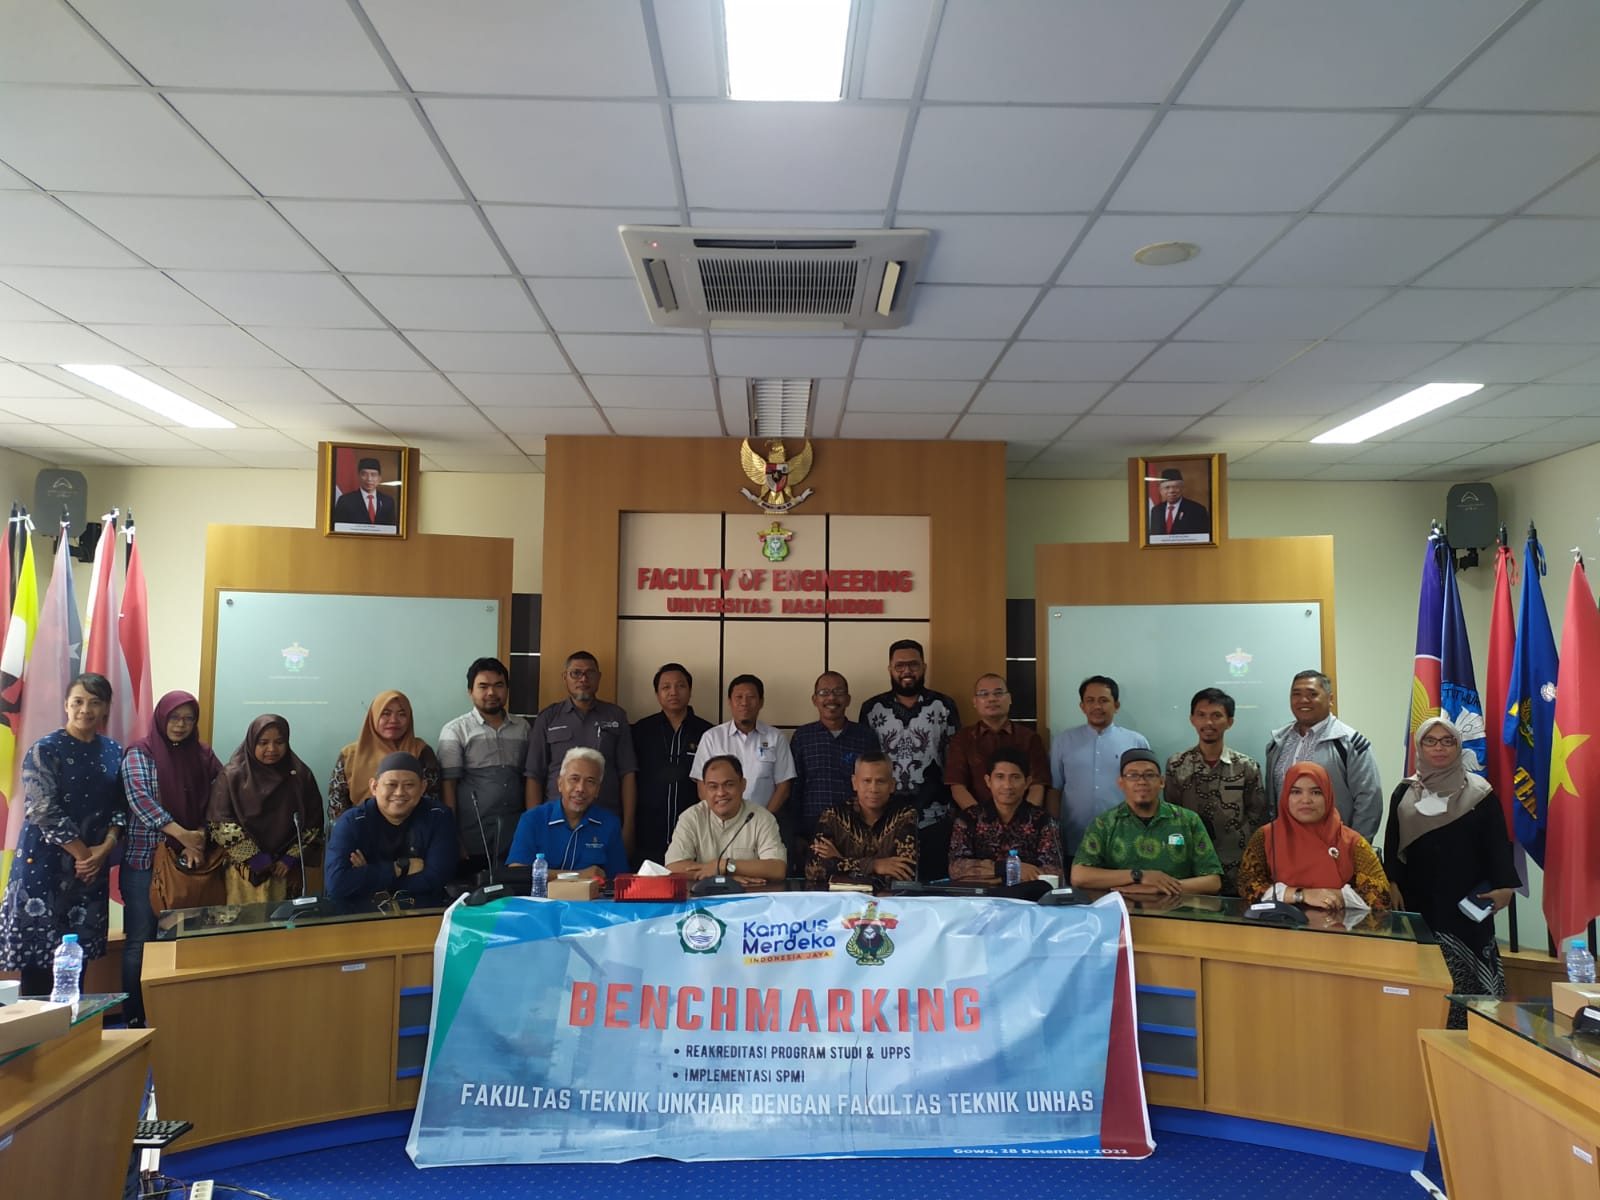 FACULTY OF ENGINEERING
UNIVERSITAS HASANUDDIN
Kampus
Merdeka
INDONESIA JAYA
BENCHMARKING
• REAKREDITASI PROGRAM STUDI & UPPS
• IMPLEMENTASI SPMI
FAKULTAS TEKNIK UNKHAIR DENGAN FAKULTAS TEKNIK UNHAS
Gowa, 28 Desember 2022